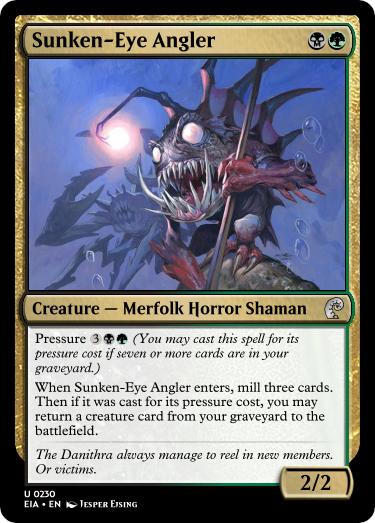 Sunken-Eye Angler
Creature — Merfolk Horror Shaman
Pressure 3 (You may cast this spell for its
pressure cost if seven or more cards are in your
graveyard.)
When Sunken-Eye Angler enters, mill three cards.
Then if it was cast for its pressure cost, you may
return a creature card from your graveyard to the
battlefield.
The Danithra always manage to reel in new members.
Or victims.
2/2
U 0230
EIA • EN Jesper Ejsing